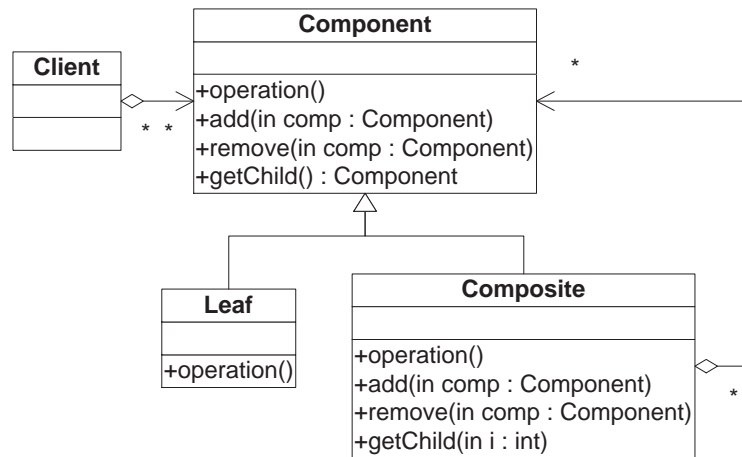 Component
Client
*
+operation()
+add(in comp : Component)
* *
+remove(in comp : Component)
+getChild() : Component
Leaf
Composite
+operation()
+operation()
+add(in comp : Component)
*
+remove(in comp : Component)
+getChild(in i : int)